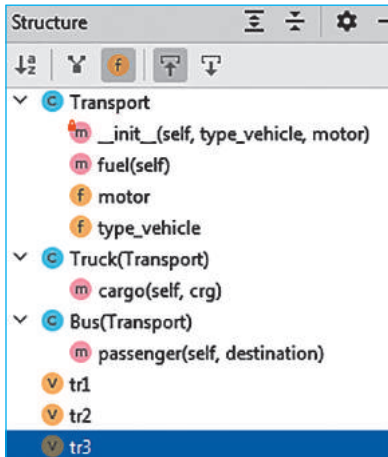 Structure
Transport
__init__(self, type_vehicle, motor)
fuel(self)
motor
type_vehicle
Truck(Transport)
cargo(self, crg)
Bus(Transport)
passenger(self, destination)
tr1
tr2
tr3